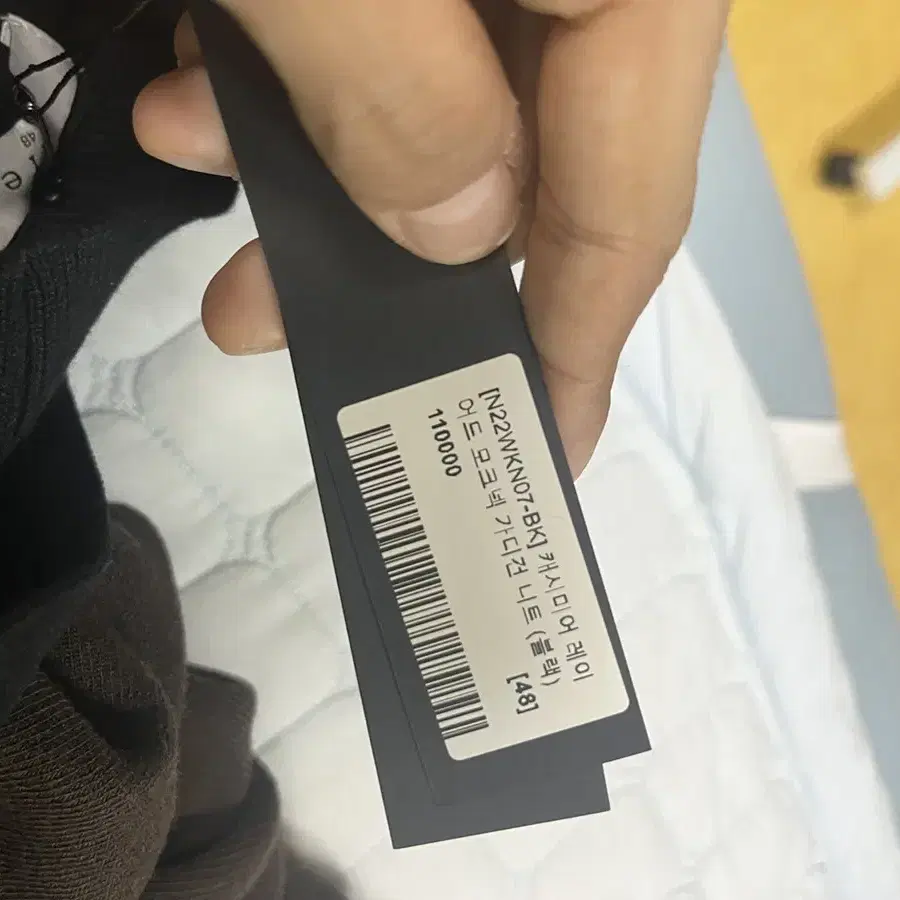 [N22WKN07-BK] 캐시미어 레이
어드 모크넥 가디건 니트 (블랙)
110000
[48]
48